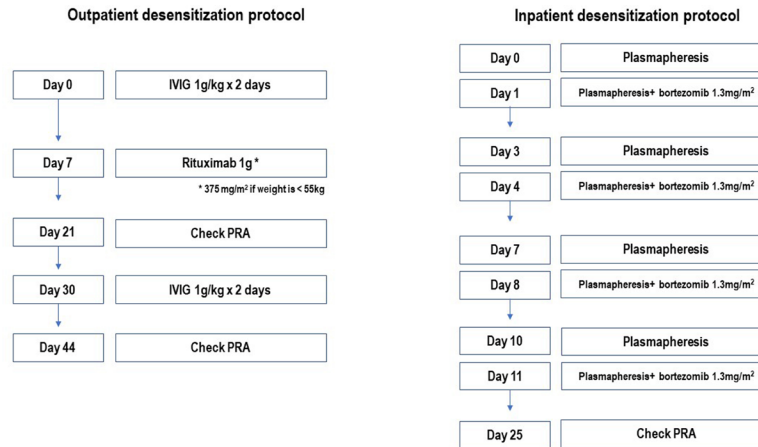 Outpatient desensitization protocol
Day 0 IVIG 1g/kg x 2 days
Day 7 Rituximab 1g *
* 375 mg/m² if weight is < 55kg
Day 21 Check PRA
Day 30 IVIG 1g/kg x 2 days
Day 44 Check PRA
Inpatient desensitization protocol
Day 0 Plasmapheresis
Day 1 Plasmapheresis+ bortezomib 1.3mg/m²
Day 3 Plasmapheresis
Day 4 Plasmapheresis+ bortezomib 1.3mg/m²
Day 7 Plasmapheresis
Day 8 Plasmapheresis+ bortezomib 1.3mg/m²
Day 10 Plasmapheresis
Day 11 Plasmapheresis+ bortezomib 1.3mg/m²
Day 25 Check PRA